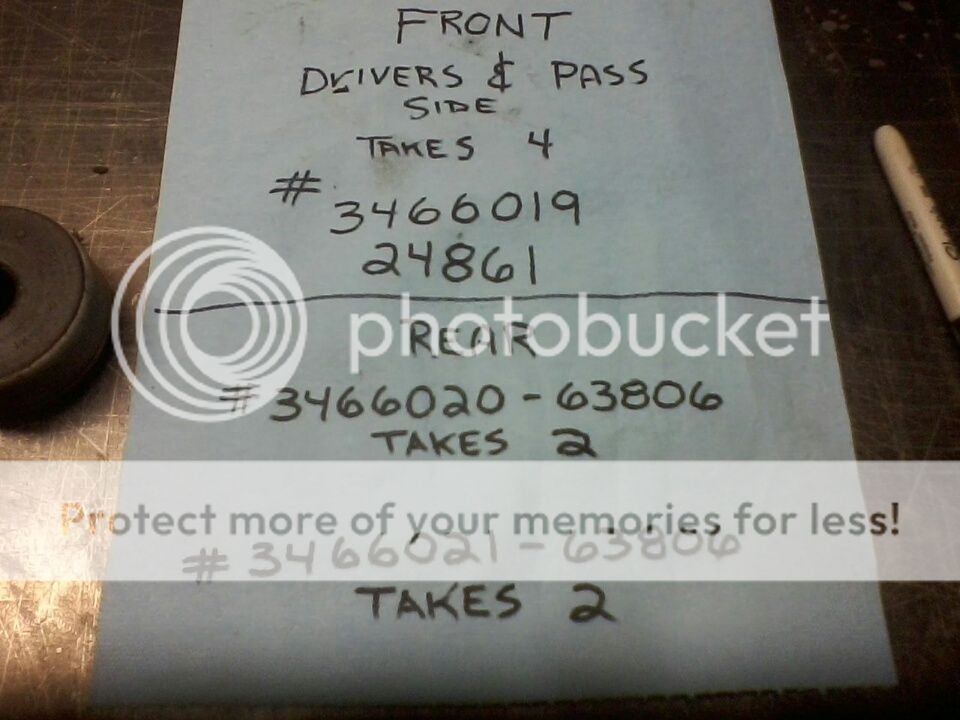 FRONT
DRIVERS & PASS
SIDE
TAKES 4
# 3466019
24861
photobucket
REAR
# 3466020 - 63806
TAKES 2
Protect more of your memories for less!
# 3466021 - 63806
TAKES 2